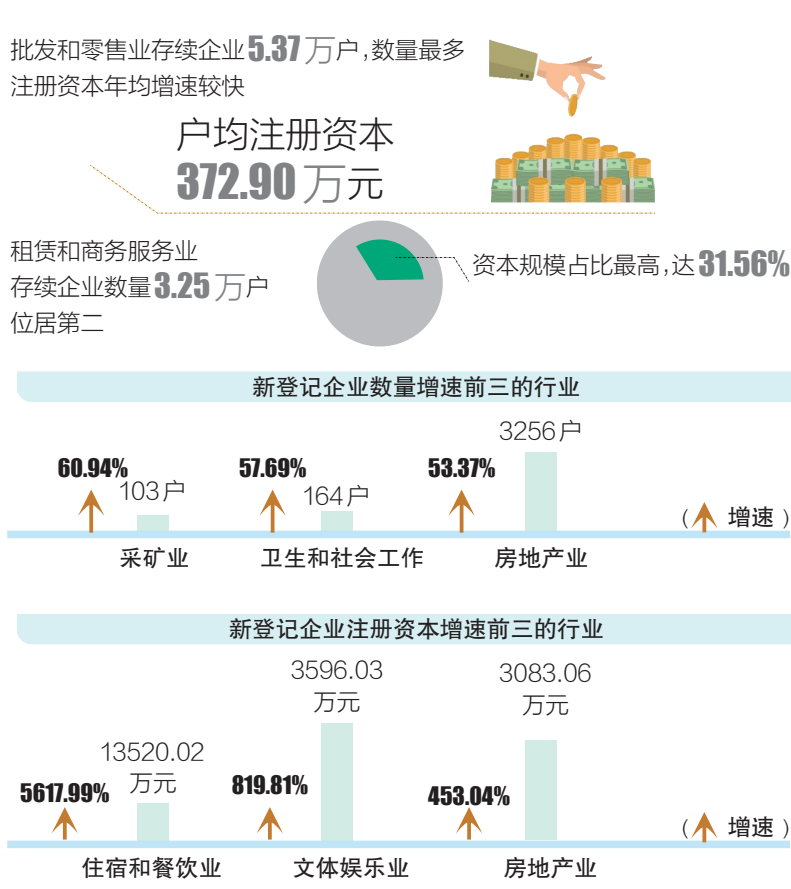 批发和零售业存续企业5.37万户,数量最多
注册资本年均增速较快
户均注册资本
372.90万元
租赁和商务服务业
存续企业数量3.25万户
位居第二
资本规模占比最高,达31.56%
新登记企业数量增速前三的行业
60.94%
103户
57.69%
164户
53.37%
3256户
(增速)
采矿业
卫生和社会工作
房地产业
新登记企业注册资本增速前三的行业
5617.99%
13520.02
万元
819.81%
3596.03
万元
453.04%
3083.06
万元
(增速)
住宿和餐饮业
文体娱乐业
房地产业